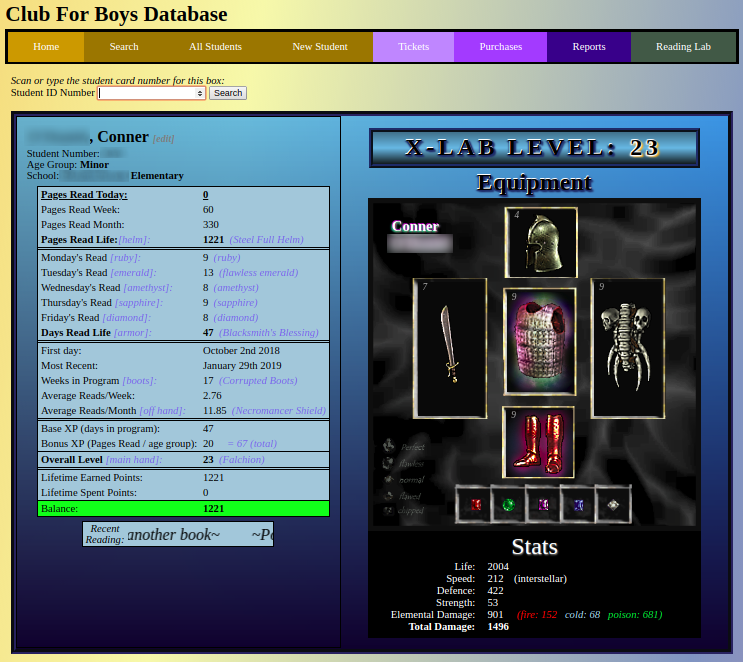 Club For Boys Database
Home Search All Students New Student Tickets Purchases Reports Reading Lab
Scan or type the student card number for this box:
Student ID Number Search
, Conner [edit]
Student Number:
Age Group: Minor
School: Elementary
Pages Read Today: 0
Pages Read Week: 60
Pages Read Month: 330
Pages Read Life:[helm]: 1221 (Steel Full Helm)
Monday's Read [ruby]: 9 (ruby)
Tuesday's Read [emerald]: 13 (flawless emerald)
Wednesday's Read [amethyst]: 8 (amethyst)
Thursday's Read [sapphire]: 9 (sapphire)
Friday's Read [diamond]: 8 (diamond)
Days Read Life [armor]: 47 (Blacksmith's Blessing)
First day: October 2nd 2018
Most Recent: January 29th 2019
Weeks in Program [boots]: 17 (Corrupted Boots)
Average Reads/Week: 2.76
Average Reads/Month [off hand]: 11.85 (Necromancer Shield)
Base XP (days in program): 47
Bonus XP (Pages Read / age group): 20 = 67 (total)
Overall Level [main hand]: 23 (Falchion)
Lifetime Earned Points: 1221
Lifetime Spent Points: 0
Balance: 1221
Recent
Reading: another book~ ~Po
X-LAB LEVEL: 23
Equipment
Conner
4
7
9
9
9
Perfect
flawless
normal
flawed
chipped
Stats
Life: 2004
Speed: 212 (interstellar)
Defence: 422
Strength: 53
Elemental Damage: 901 (fire: 152 cold: 68 poison: 681)
Total Damage: 1496